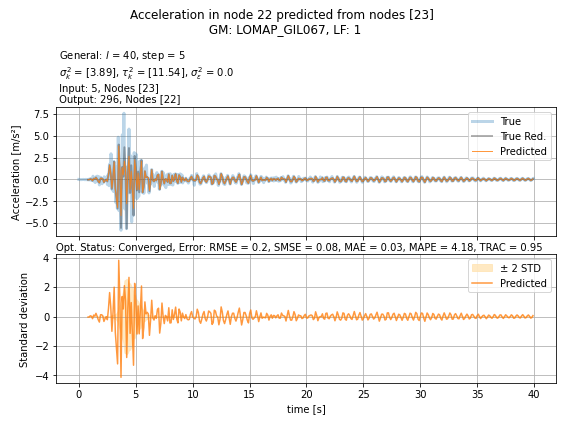 Acceleration in node 22 predicted from nodes [23]
GM: LOMAP_GIL067, LF: 1
General: l = 40, step = 5
σ²ₖ = [3.89], τ²ₖ = [11.54], σ²ε = 0.0
Input: 5, Nodes [23]
Output: 296, Nodes [22]
Acceleration [m/s²]
7.5
5.0
2.5
0.0
−2.5
−5.0
True
True Red.
Predicted
Opt. Status: Converged, Error: RMSE = 0.2, SMSE = 0.08, MAE = 0.03, MAPE = 4.18, TRAC = 0.95
Standard deviation
4
2
0
−2
−4
± 2 STD
Predicted
0 5 10 15 20 25 30 35 40
time [s]